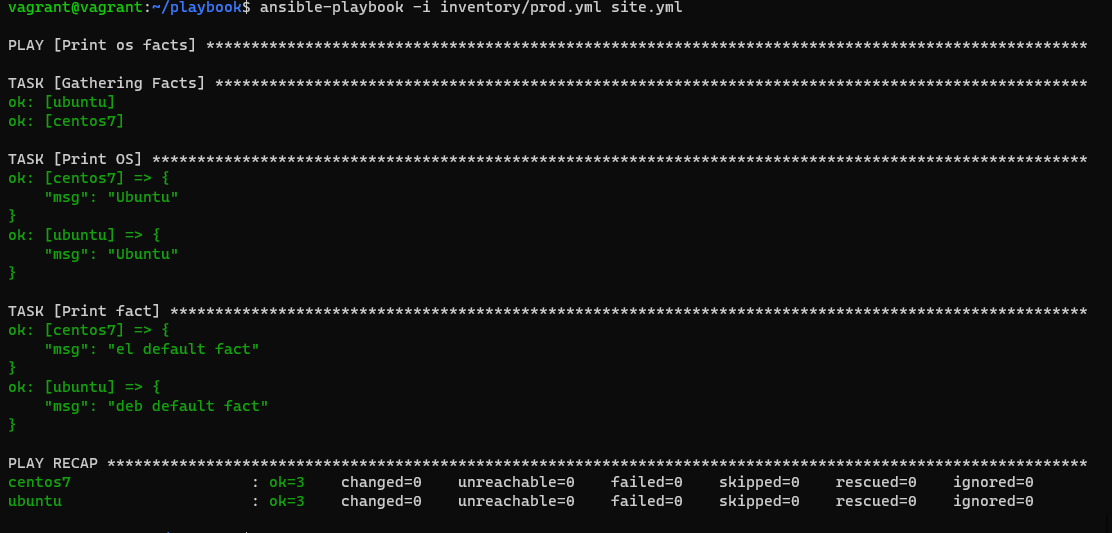 vagrant@vagrant:~/playbook$ ansible-playbook -i inventory/prod.yml site.yml
PLAY [Print os facts] **************************************************************************************************
TASK [Gathering Facts] *************************************************************************************************
ok: [ubuntu]
ok: [centos7]
TASK [Print OS] ********************************************************************************************************
ok: [centos7] => {
    "msg": "Ubuntu"
}
ok: [ubuntu] => {
    "msg": "Ubuntu"
}
TASK [Print fact] ******************************************************************************************************
ok: [centos7] => {
    "msg": "el default fact"
}
ok: [ubuntu] => {
    "msg": "deb default fact"
}
PLAY RECAP *************************************************************************************************************
centos7                    : ok=3    changed=0    unreachable=0    failed=0    skipped=0    rescued=0    ignored=0
ubuntu                     : ok=3    changed=0    unreachable=0    failed=0    skipped=0    rescued=0    ignored=0